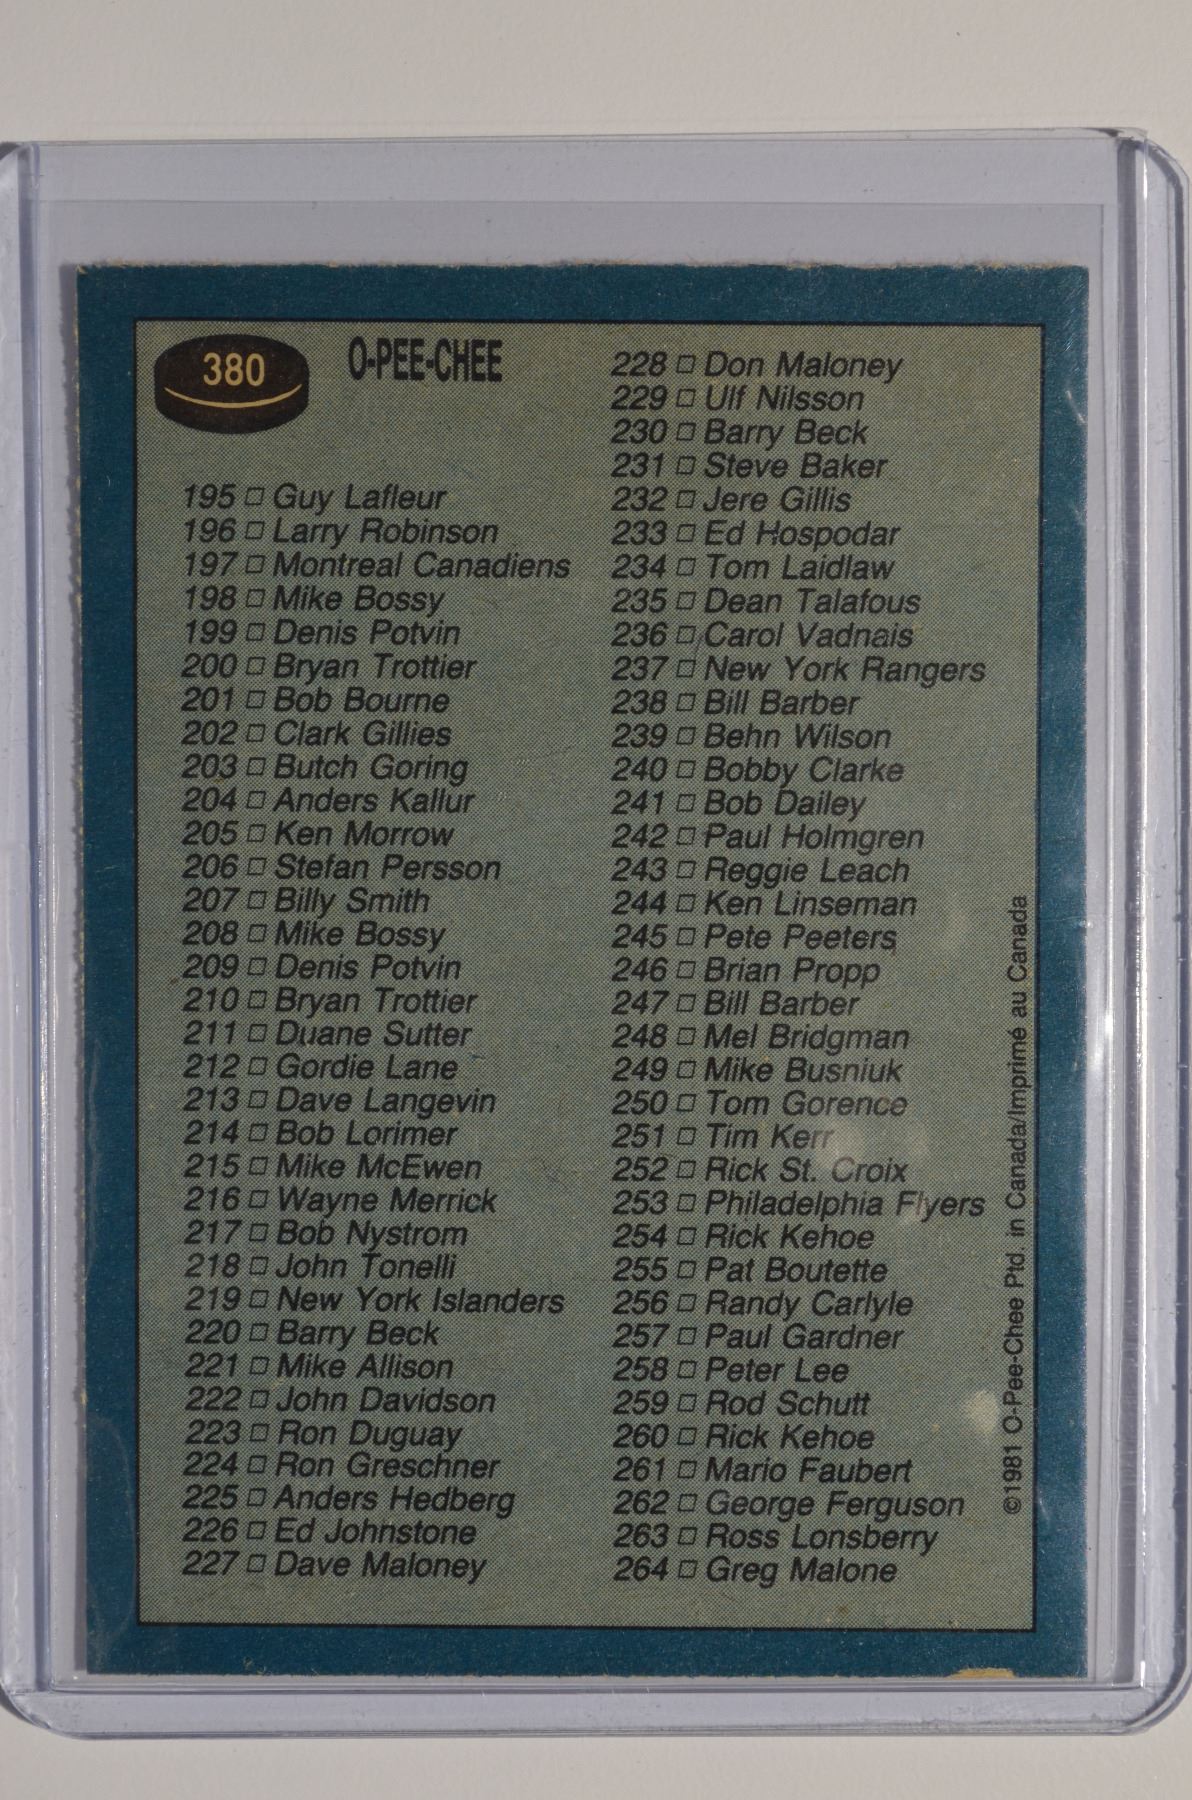 380
O-PEE-CHEE
195 □ Guy Lafleur
196 □ Larry Robinson
197 □ Montreal Canadiens
198 □ Mike Bossy
199 □ Denis Potvin
200 □ Bryan Trottier
201 □ Bob Bourne
202 □ Clark Gillies
203 □ Butch Goring
204 □ Anders Kallur
205 □ Ken Morrow
206 □ Stefan Persson
207 □ Billy Smith
208 □ Mike Bossy
209 □ Denis Potvin
210 □ Bryan Trottier
211 □ Duane Sutter
212 □ Gordie Lane
213 □ Dave Langevin
214 □ Bob Lorimer
215 □ Mike McEwen
216 □ Wayne Merrick
217 □ Bob Nystrom
218 □ John Tonelli
219 □ New York Islanders
220 □ Barry Beck
221 □ Mike Allison
222 □ John Davidson
223 □ Ron Duguay
224 □ Ron Greschner
225 □ Anders Hedberg
226 □ Ed Johnstone
227 □ Dave Maloney
228 □ Don Maloney
229 □ Ulf Nilsson
230 □ Barry Beck
231 □ Steve Baker
232 □ Jere Gillis
233 □ Ed Hospodar
234 □ Tom Laidlaw
235 □ Dean Talafous
236 □ Carol Vadnais
237 □ New York Rangers
238 □ Bill Barber
239 □ Behn Wilson
240 □ Bobby Clarke
241 □ Bob Dailey
242 □ Paul Holmgren
243 □ Reggie Leach
244 □ Ken Linseman
245 □ Pete Peeters
246 □ Brian Propp
247 □ Bill Barber
248 □ Mel Bridgman
249 □ Mike Busniuk
250 □ Tom Gorence
251 □ Tim Kerr
252 □ Rick St. Croix
253 □ Philadelphia Flyers
254 □ Rick Kehoe
255 □ Pat Boutette
256 □ Randy Carlyle
257 □ Paul Gardner
258 □ Peter Lee
259 □ Rod Schutt
260 □ Rick Kehoe
261 □ Mario Faubert
262 □ George Ferguson
263 □ Ross Lonsberry
264 □ Greg Malone
©1981 O-Pee-Chee Ptd. in Canada/Imprimé au Canada